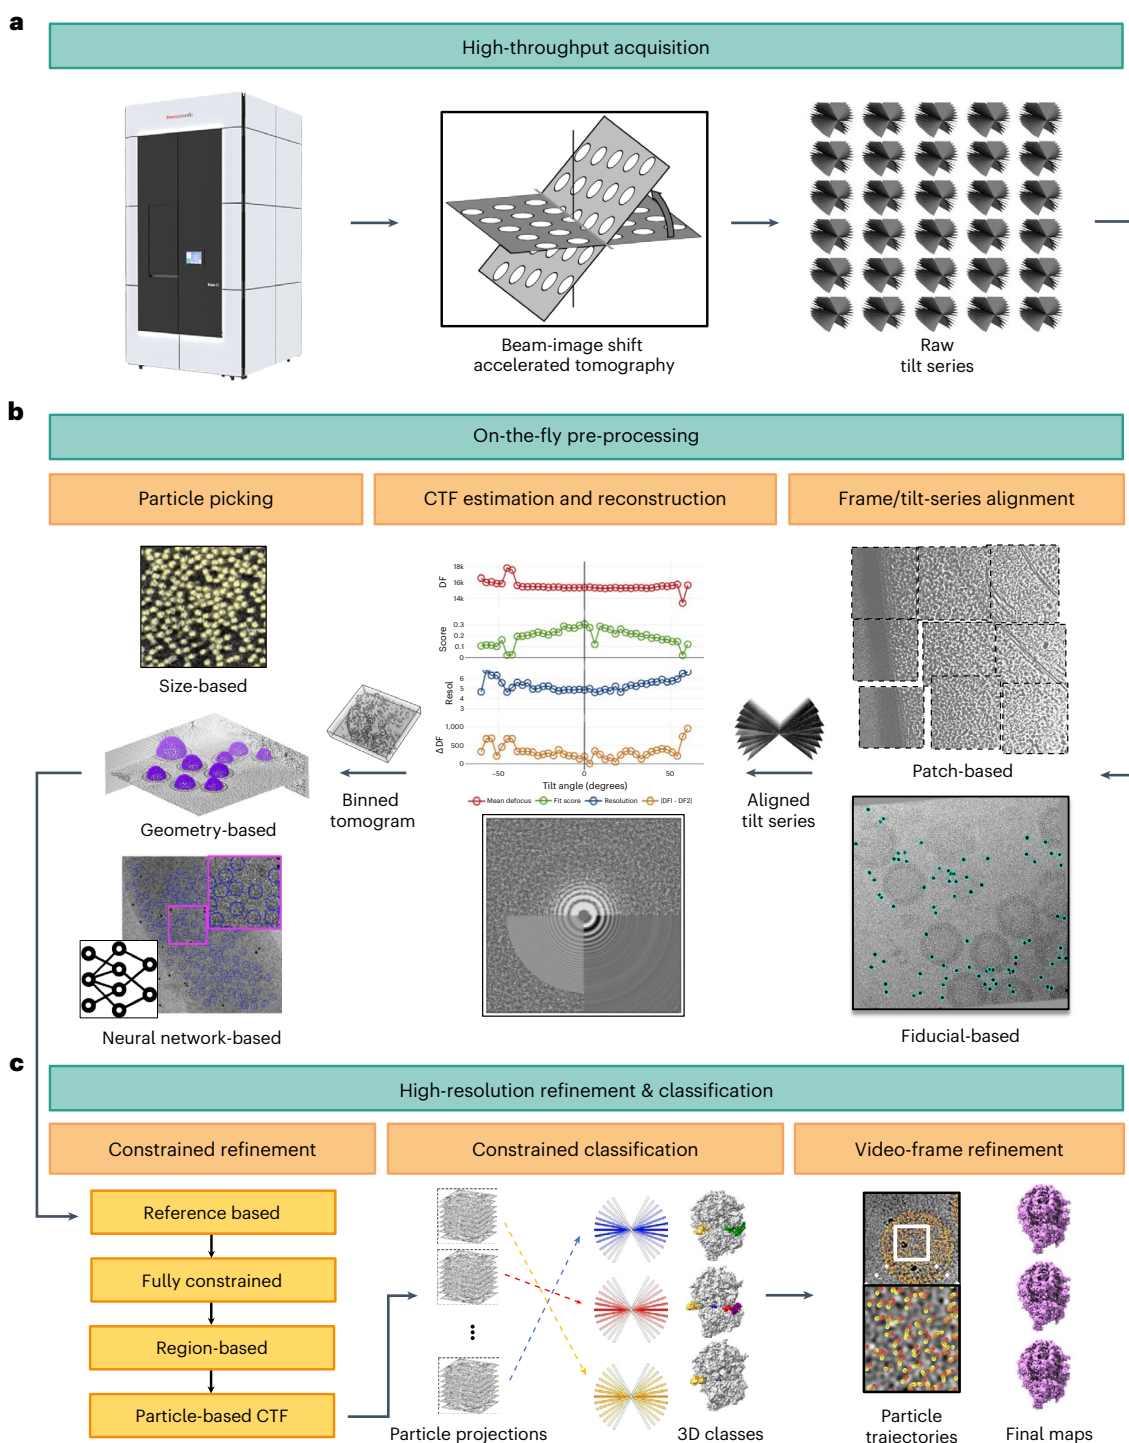 a
High-throughput acquisition
Beam-image shift
accelerated tomography
Raw
tilt series
b
On-the-fly pre-processing
Particle picking
CTF estimation and reconstruction
Frame/tilt-series alignment
Size-based
Geometry-based
Neural network-based
Binned
tomogram
DF
18k
16k
14k
Score
0.3
0.2
0.1
0
Resol
6
5
4
3
ΔDF
1,000
500
0
–50
0
50
Tilt angle (degrees)
Mean defocus
Fit score
Resolution
|DFI - DF2|
Aligned
tilt series
Patch-based
Fiducial-based
c
High-resolution refinement & classification
Constrained refinement
Constrained classification
Video-frame refinement
Reference based
Fully constrained
Region-based
Particle-based CTF
Particle projections
3D classes
Particle
trajectories
Final maps